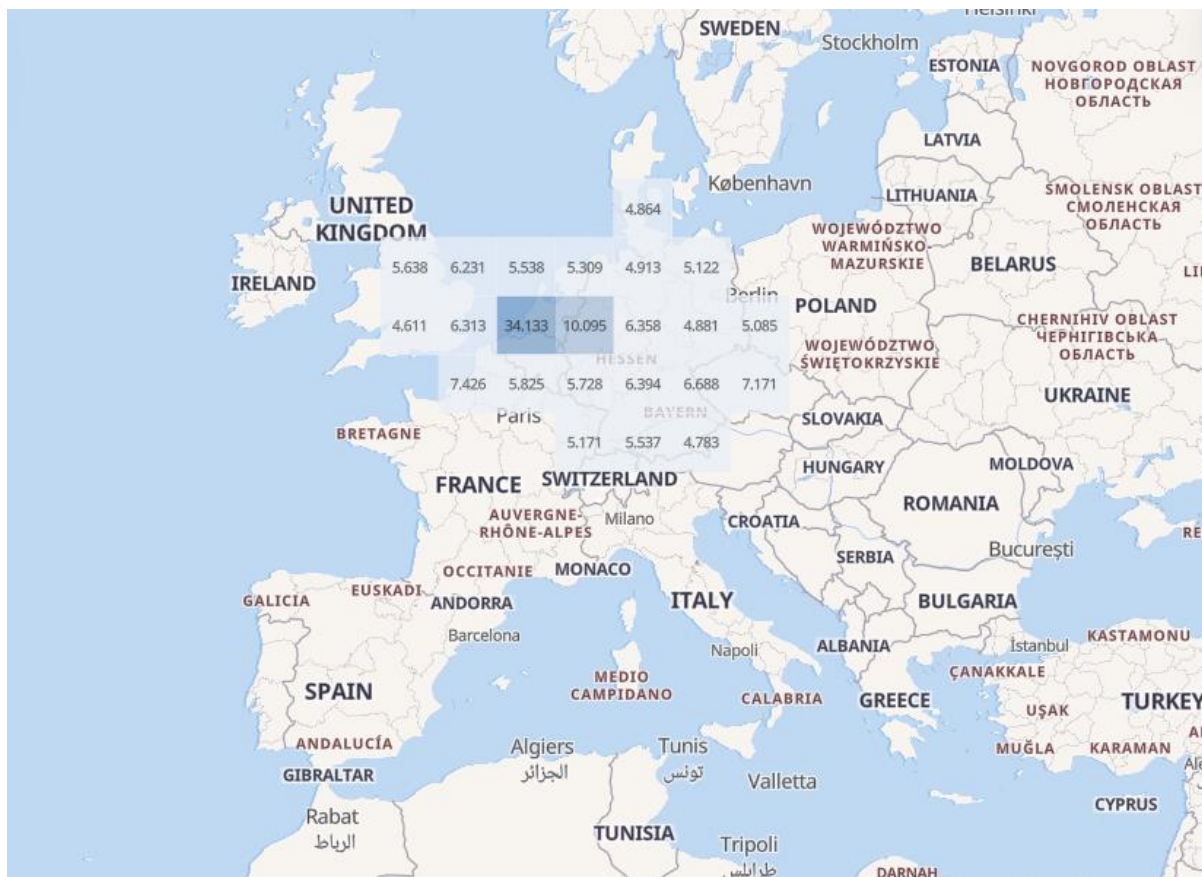 Helsinki
SWEDEN
Stockholm
ESTONIA
NOVGOROD OBLAST
НОВГОРОДСКАЯ
ОБЛАСТЬ
LATVIA
København
LITHUANIA
SMOLENSK OBLAST
СМОЛЕНСКАЯ
ОБЛАСТЬ
UNITED
KINGDOM
4.864
WOJEWÓDZTWO
WARMIŃSKO-
MAZURSKIE
IRELAND
5.638 6.231 5.538 5.309 4.913 5.122
BELARUS
LI
Berlin
POLAND
4.611 6.313 34.133 10.095 6.358 4.881 5.085
CHERNIHIV OBLAST
ЧЕРНІГІВСЬКА
ОБЛАСТЬ
WOJEWÓDZTWO
ŚWIĘTOKRZYSKIE
HESSEN
7.426 5.825 5.728 6.394 6.688 7.171
UKRAINE
Paris
BAYERN
SLOVAKIA
BRETAGNE
5.171 5.537 4.783
HUNGARY
MOLDOVA
FRANCE
SWITZERLAND
ROMANIA
AUVERGNE-
RHÔNE-ALPES
Milano
CROATIA
RE
SERBIA
București
OCCITANIE
MONACO
EUSKADI
GALICIA
ANDORRA
ITALY
BULGARIA
Barcelona
Napoli
ALBANIA
İstanbul
KASTAMONU
ÇANAKKALE
MEDIO
CAMPIDANO
CALABRIA
GREECE
SPAIN
UŞAK
TURKEY
ANDALUCÍA
Algiers
الجزائر
Tunis
تونس
MUĞLA
KARAMAN
GIBRALTAR
Valletta
CYPRUS
Rabat
الرباط
TUNISIA
Tripoli
طرابلس
DARNAH